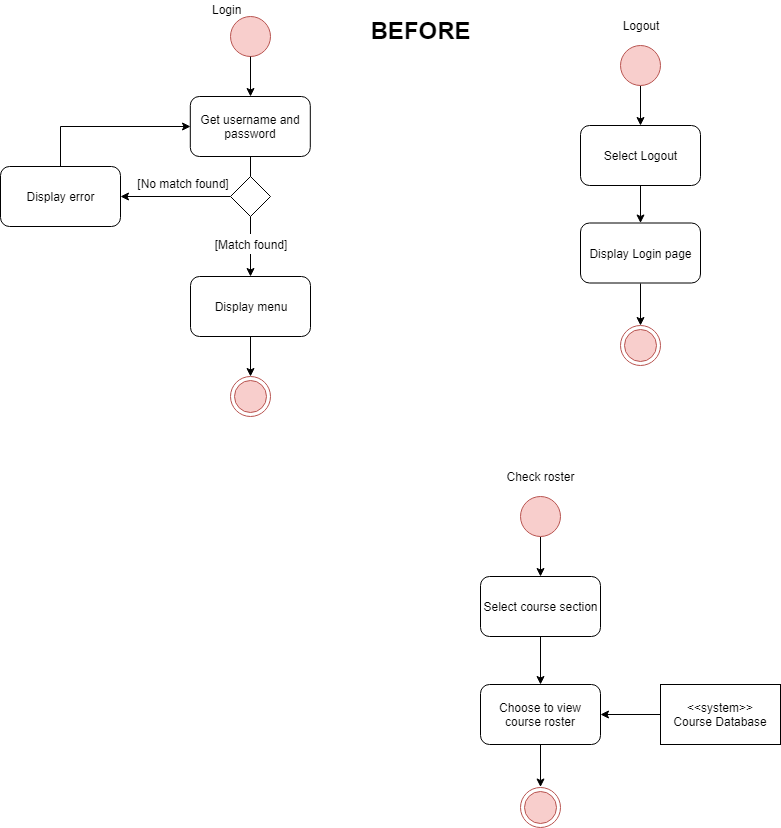 Login
BEFORE
Logout
Get username and
password
Select Logout
[No match found]
Display error
[Match found]
Display Login page
Display menu
Check roster
Select course section
Choose to view
course roster
<<system>>
Course Database